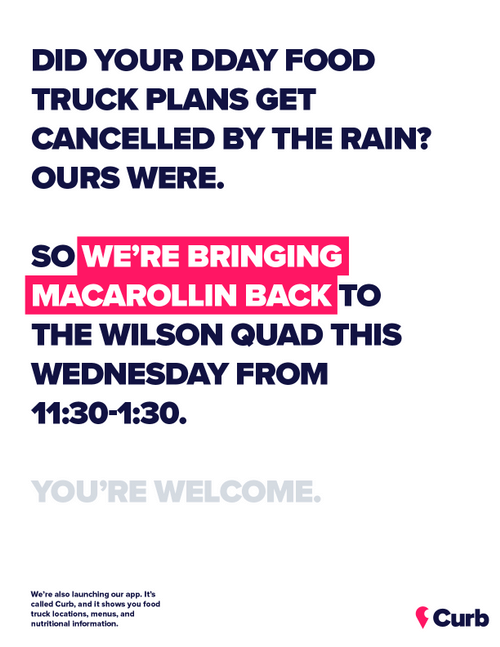 DID YOUR DDAY FOOD
TRUCK PLANS GET
CANCELLED BY THE RAIN?
OURS WERE.
SO WE'RE BRINGING
MACAROLLIN BACK TO
THE WILSON QUAD THIS
WEDNESDAY FROM
11:30-1:30.
YOU'RE WELCOME.
We're also launching our app. It's
called Curb, and it shows you food
truck locations, menus, and
nutritional information.
Curb